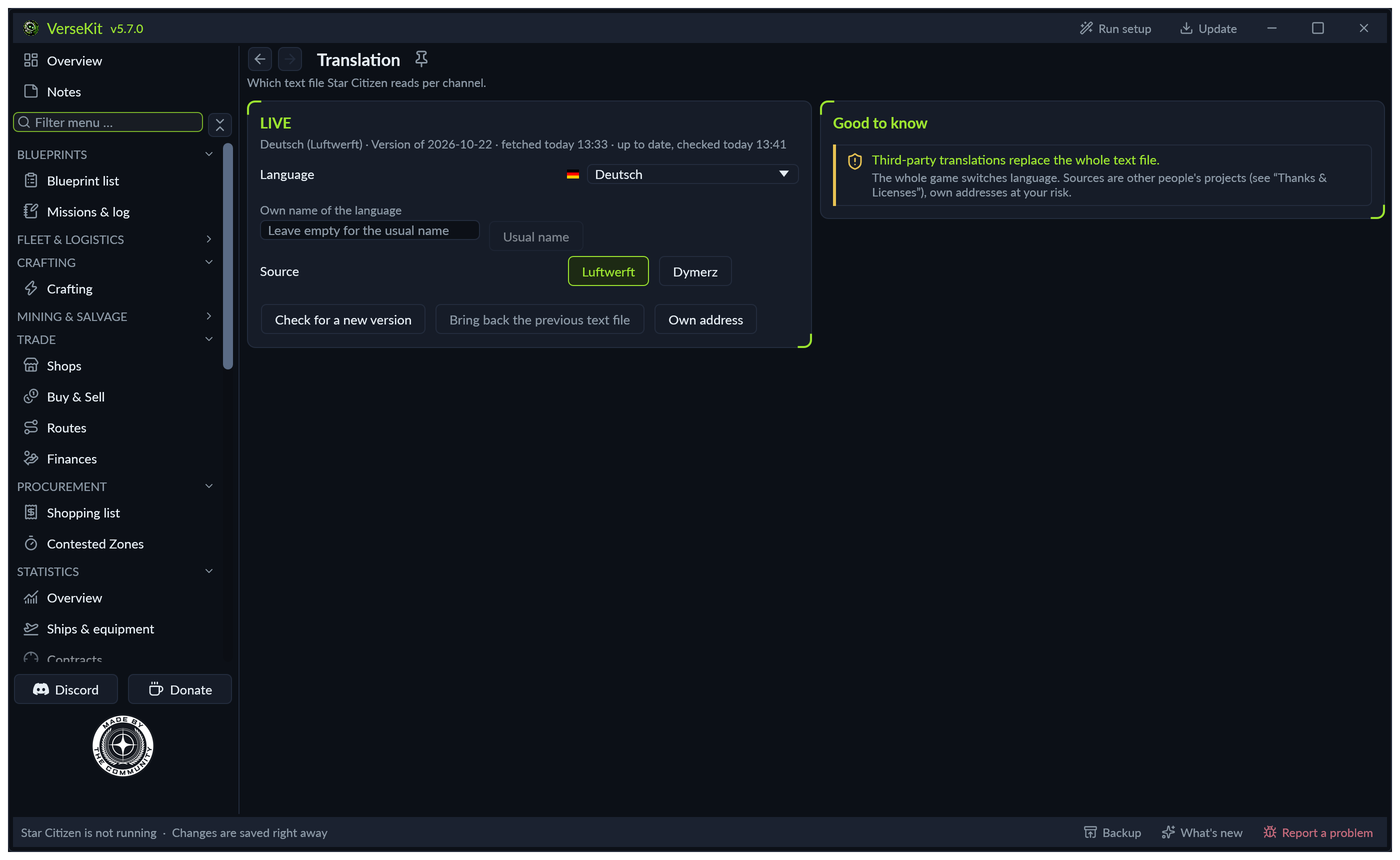 VerseKit v5.7.0
Run setup
Update
Overview
Notes
Filter menu ...
BLUEPRINTS
Blueprint list
Missions & log
FLEET & LOGISTICS
CRAFTING
Crafting
MINING & SALVAGE
TRADE
Shops
Buy & Sell
Routes
Finances
PROCUREMENT
Shopping list
Contested Zones
STATISTICS
Overview
Ships & equipment
Contracts
Discord
Donate
MADE BY
THE COMMUNITY
Translation
Which text file Star Citizen reads per channel.
LIVE
Deutsch (Luftwerft) · Version of 2026-10-22 · fetched today 13:33 · up to date, checked today 13:41
Language
Deutsch
Own name of the language
Leave empty for the usual name
Usual name
Source
Luftwerft
Dymerz
Check for a new version
Bring back the previous text file
Own address
Good to know
Third-party translations replace the whole text file.
The whole game switches language. Sources are other people's projects (see "Thanks &
Licenses"), own addresses at your risk.
Star Citizen is not running · Changes are saved right away
Backup
What's new
Report a problem